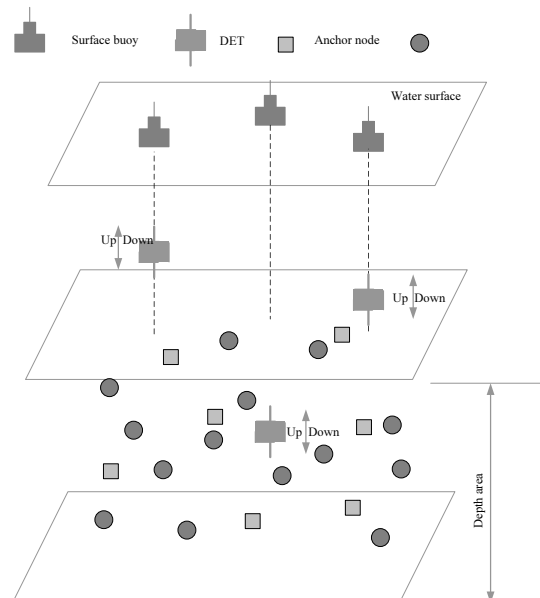 Surface buoy
DET
Anchor node
Water surface
Up Down
Up Down
Up Down
Depth area